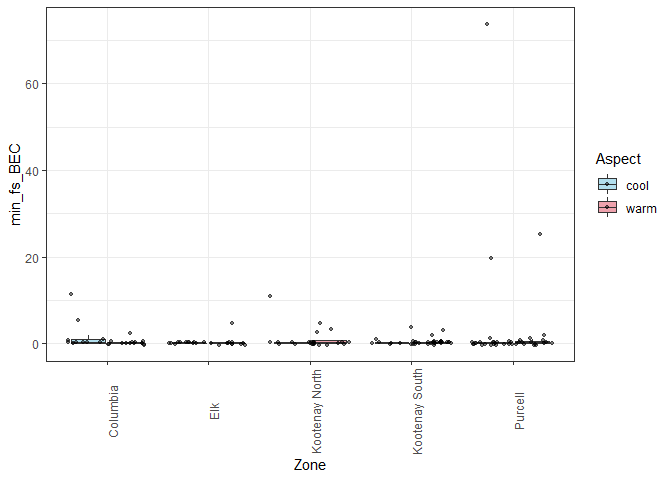 min_fs_BEC
60
40
20
0
Columbia
Elk
Kootenay North
Kootenay South
Purcell
Zone
Aspect
cool
warm